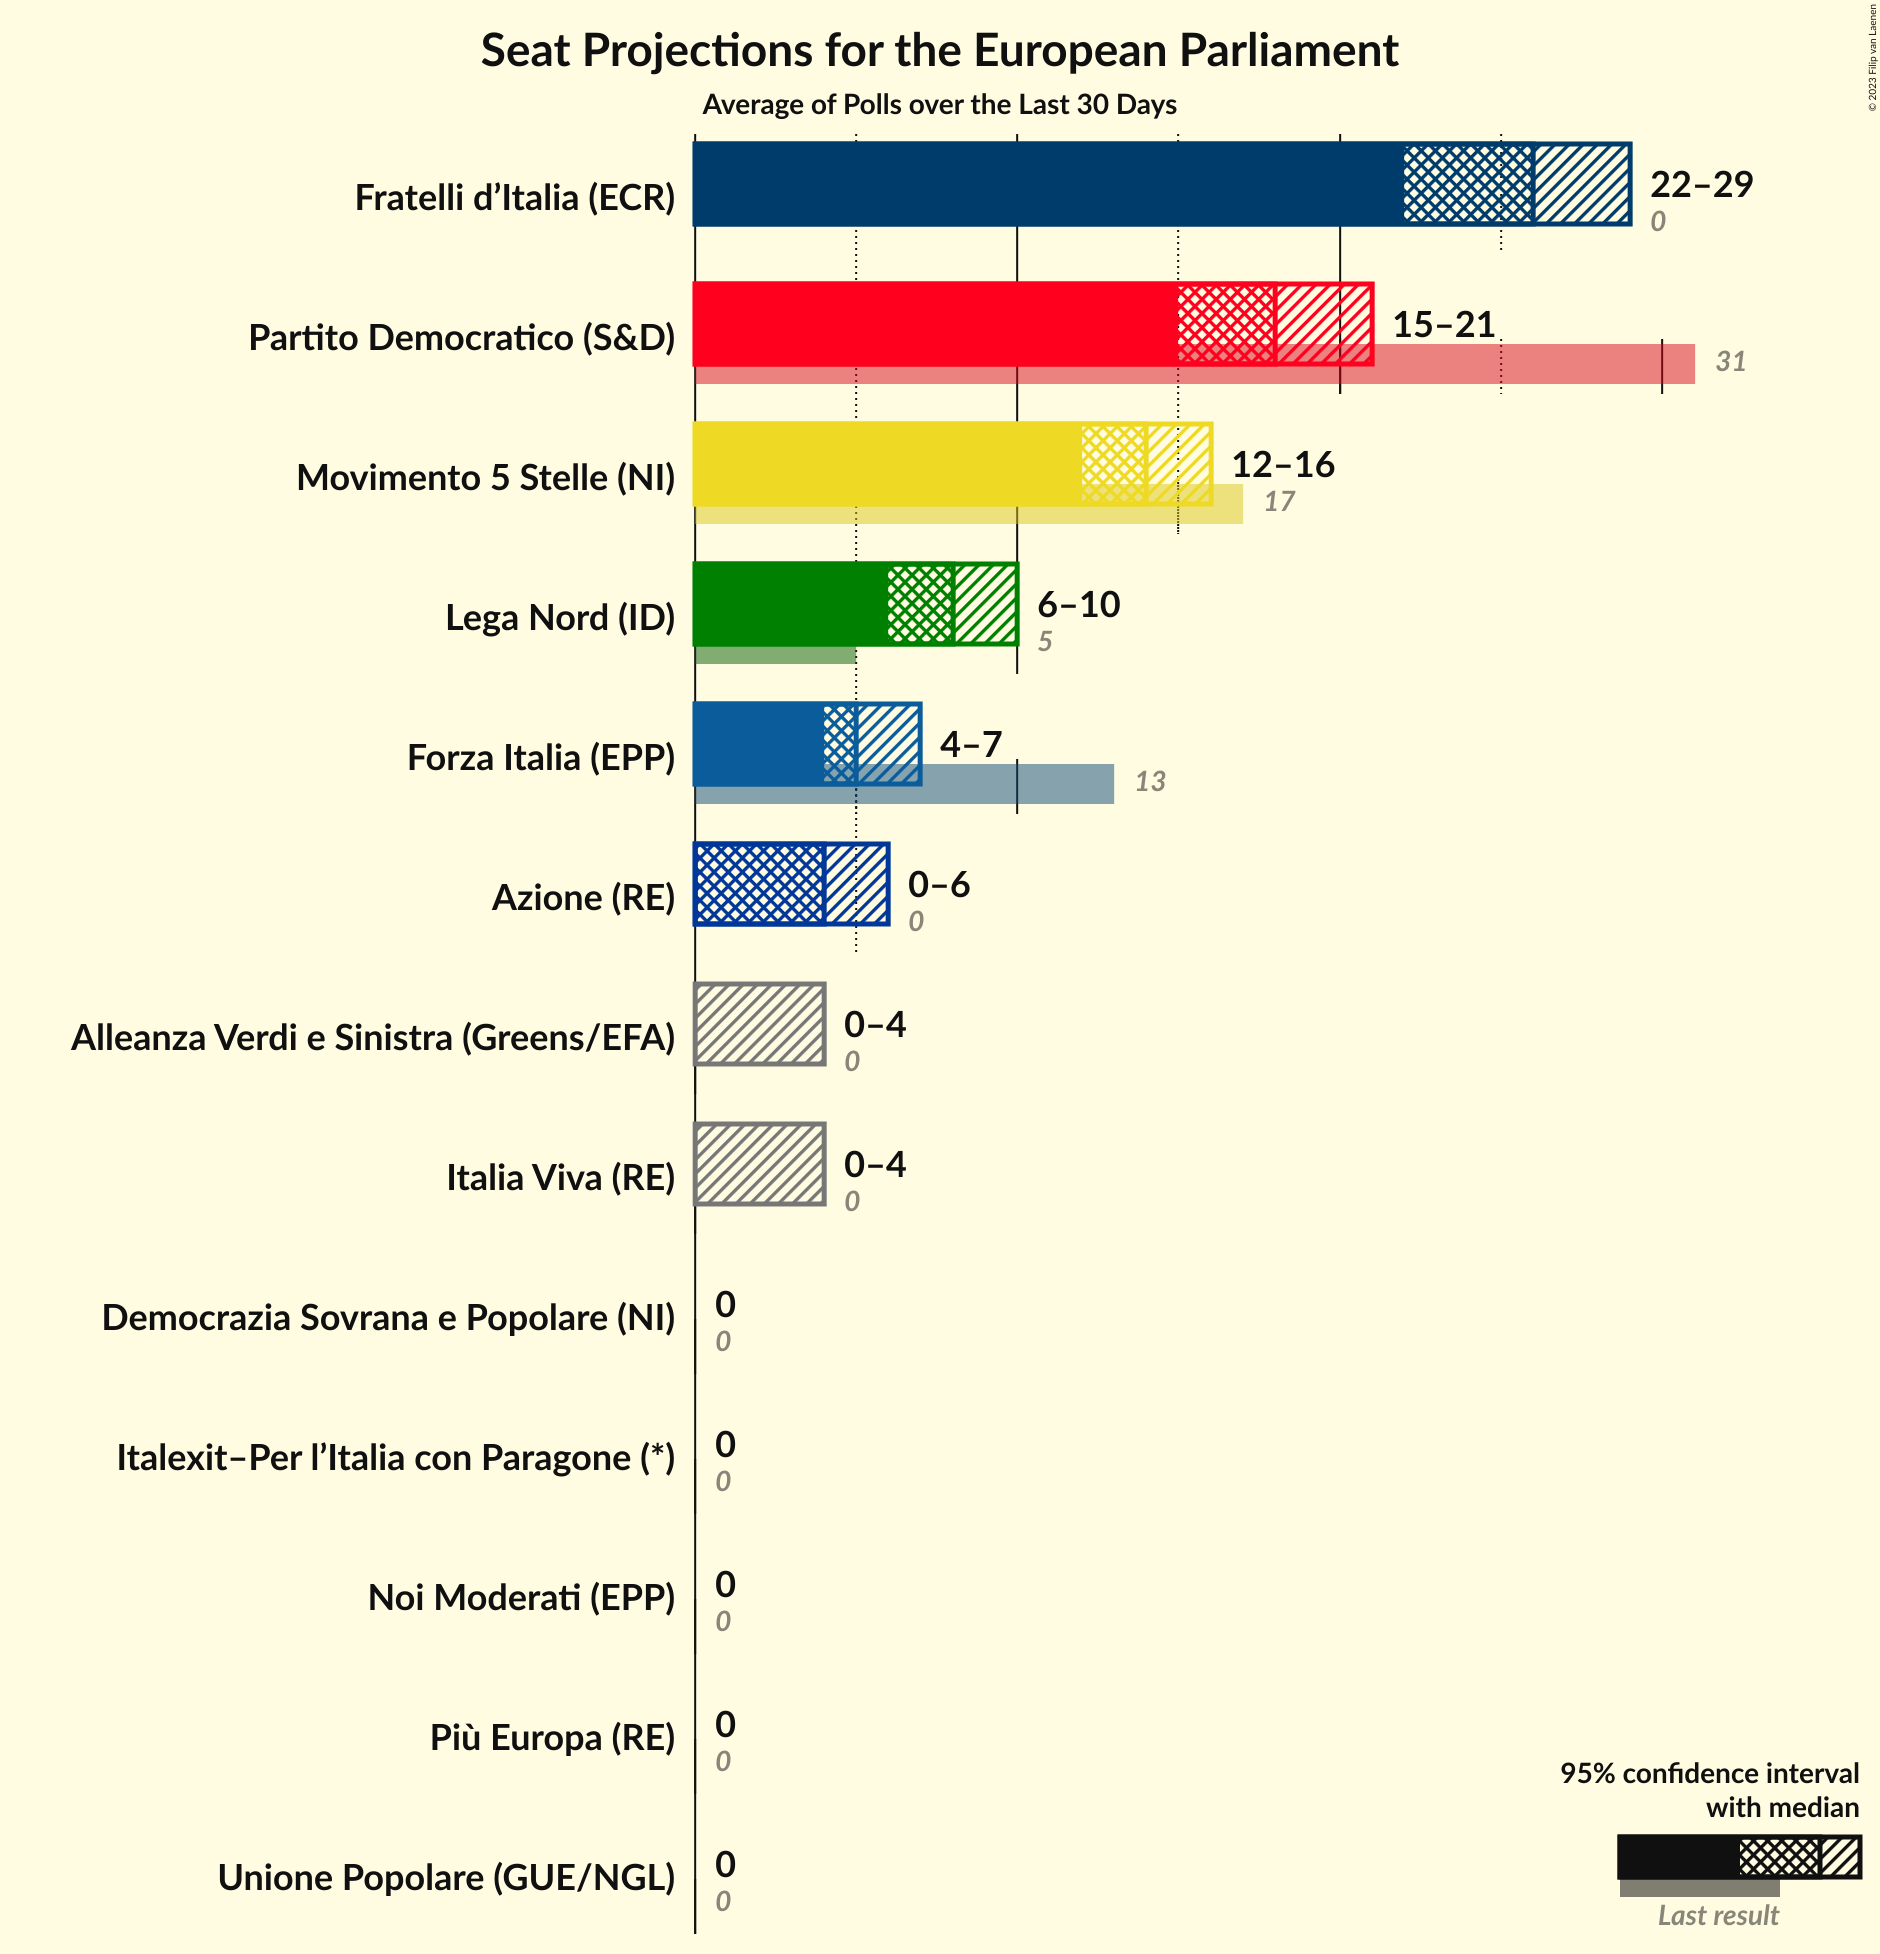 Seat Projections for the European Parliament
Average of Polls over the Last 30 Days
© 2023 Filip van Laenen
Fratelli d’Italia (ECR)
22–29
0
Partito Democratico (S&D)
15–21
31
Movimento 5 Stelle (NI)
12–16
17
Lega Nord (ID)
6–10
5
Forza Italia (EPP)
4–7
13
Azione (RE)
0–6
0
Alleanza Verdi e Sinistra (Greens/EFA)
0–4
0
Italia Viva (RE)
0–4
0
Democrazia Sovrana e Popolare (NI)
0
0
Italexit–Per l’Italia con Paragone (*)
0
0
Noi Moderati (EPP)
0
0
Più Europa (RE)
0
0
Unione Popolare (GUE/NGL)
0
0
95% confidence interval
with median
Last result